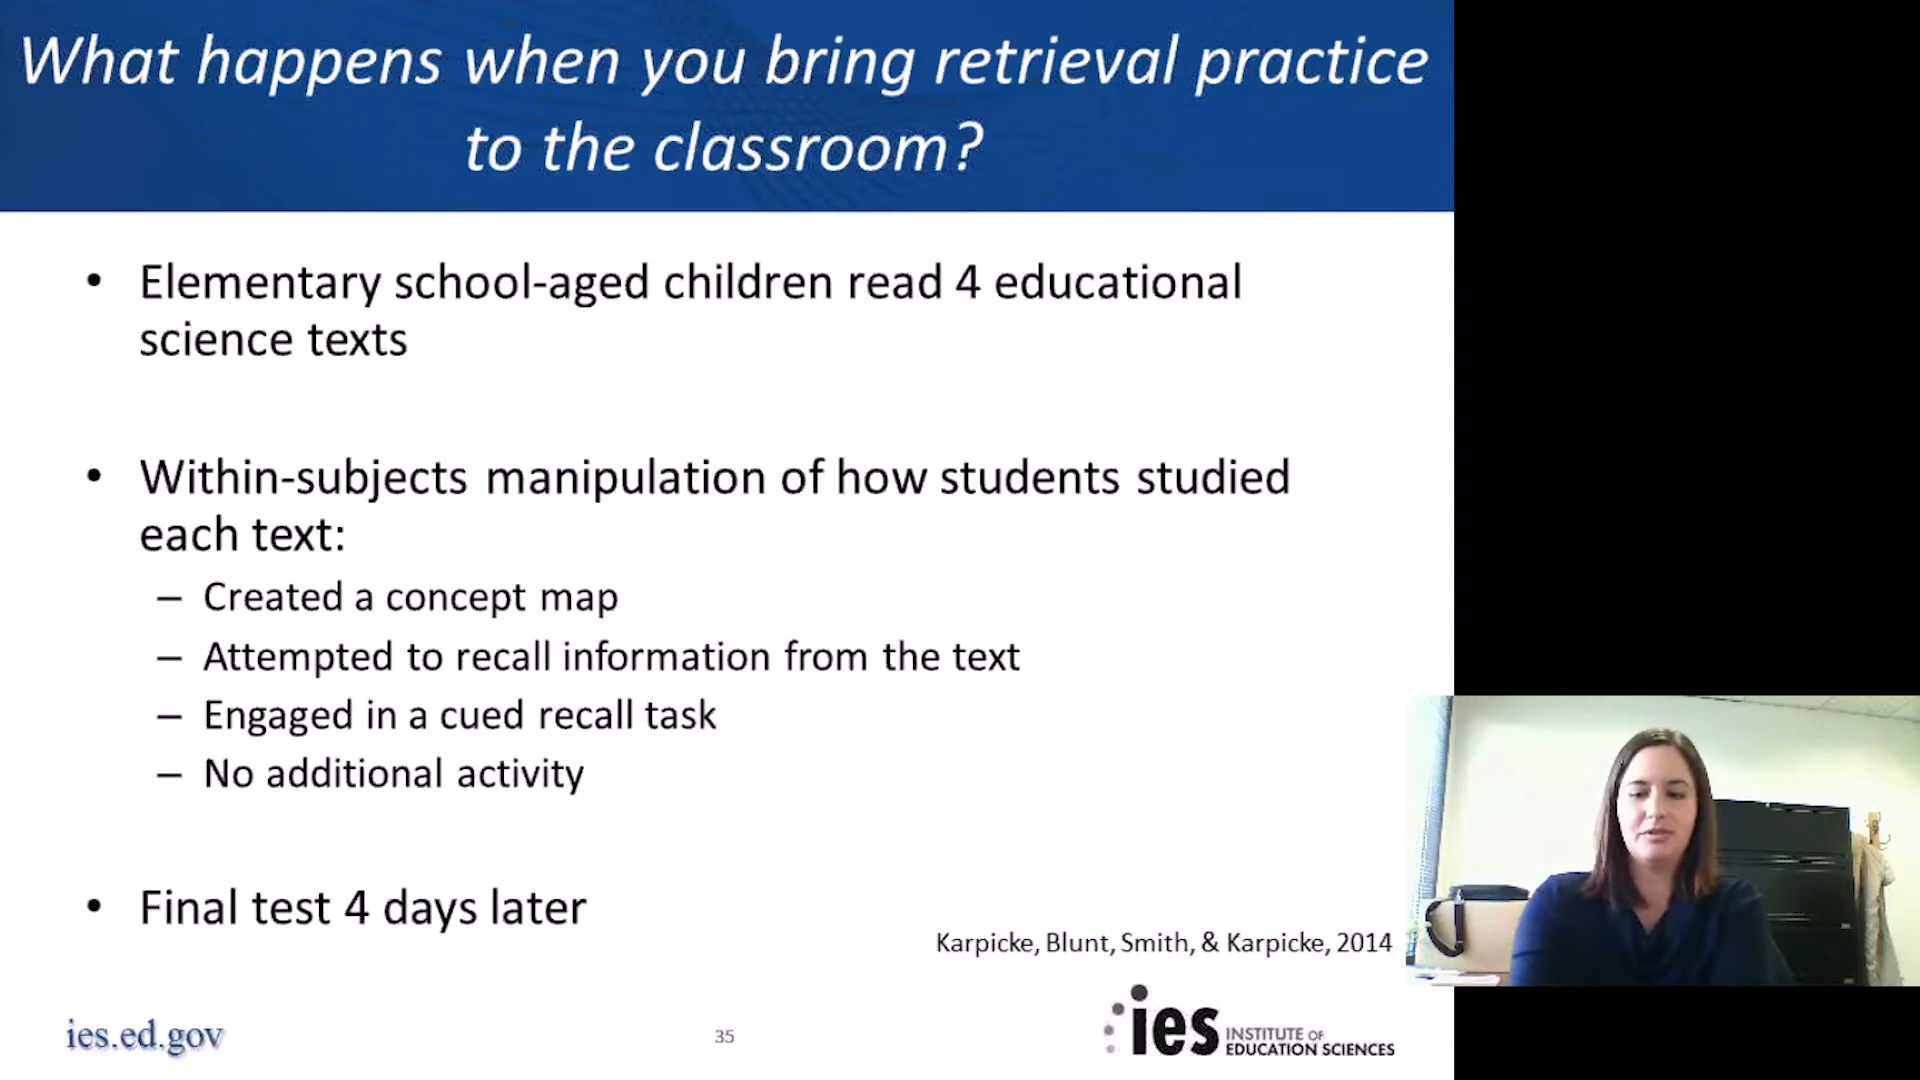 What happens when you bring retrieval practice
to the classroom?
• Elementary school-aged children read 4 educational
science texts
• Within-subjects manipulation of how students studied
each text:
– Created a concept map
– Attempted to recall information from the text
– Engaged in a cued recall task
– No additional activity
• Final test 4 days later
Karpicke, Blunt, Smith, & Karpicke, 2014
ies.ed.gov
35
ies INSTITUTE OF
EDUCATION SCIENCES